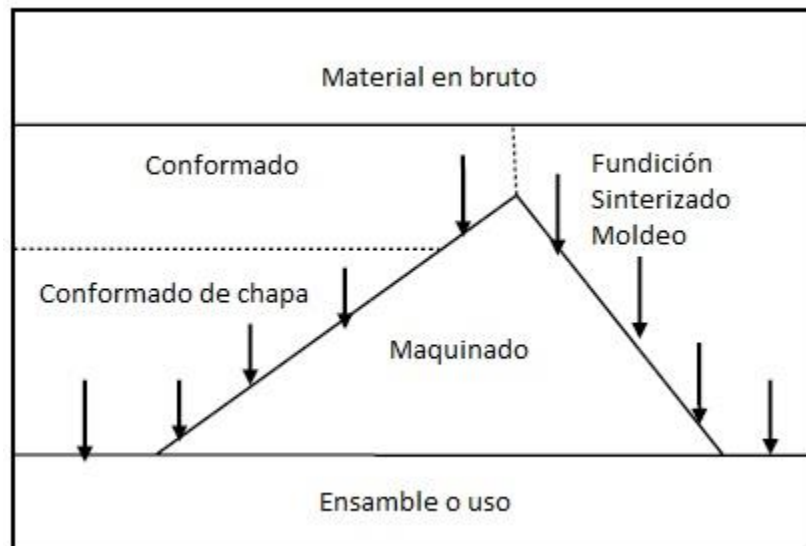 Material en bruto
Conformado
Fundición
Sinterizado
Moldeo
Conformado de chapa
Maquinado
Ensamble o uso